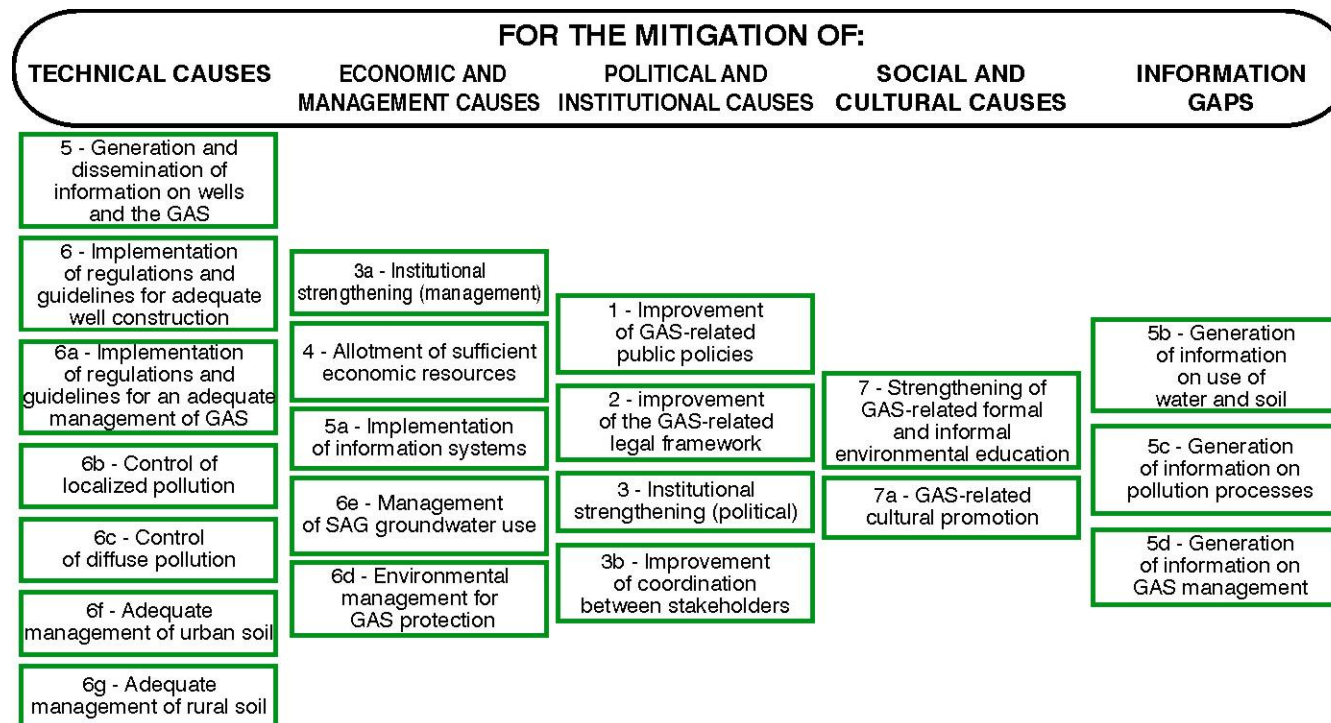 FOR THE MITIGATION OF:
TECHNICAL CAUSES
ECONOMIC AND
MANAGEMENT CAUSES
POLITICAL AND
INSTITUTIONAL CAUSES
SOCIAL AND
CULTURAL CAUSES
INFORMATION
GAPS
5 - Generation and
dissemination of
information on wells
and the GAS
6 - Implementation
of regulations and
guidelines for adequate
well construction
6a - Implementation
of regulations and
guidelines for an adequate
management of GAS
6b - Control of
localized pollution
6c - Control
of diffuse pollution
6f - Adequate
management of urban soil
6g - Adequate
management of rural soil
3a - Institutional
strengthening (management)
4 - Allotment of sufficient
economic resources
5a - Implementation
of information systems
6e - Management
of SAG groundwater use
6d - Environmental
management for
GAS protection
1 - Improvement
of GAS-related
public policies
2 - improvement
of the GAS-related
legal framework
3 - Institutional
strengthening (political)
3b - Improvement
of coordination
between stakeholders
7 - Strengthening of
GAS-related formal
and informal
environmental education
7a - GAS-related
cultural promotion
5b - Generation
of information
on use of
water and soil
5c - Generation
of information on
pollution processes
5d - Generation
of information on
GAS management